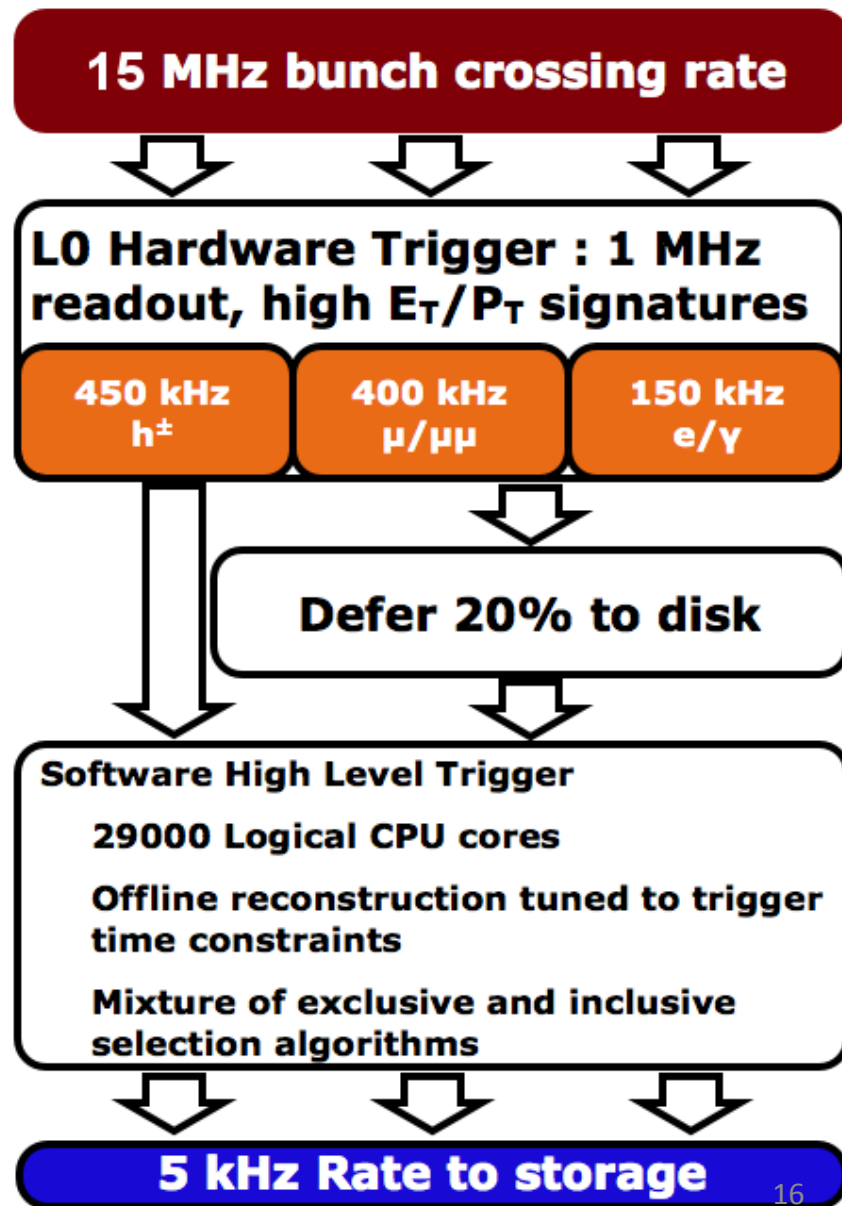 15 MHz bunch crossing rate
L0 Hardware Trigger : 1 MHz
readout, high E_T/P_T signatures
450 kHz
h±
400 kHz
μ/μμ
150 kHz
e/γ
Defer 20% to disk
Software High Level Trigger
29000 Logical CPU cores
Offline reconstruction tuned to trigger
time constraints
Mixture of exclusive and inclusive
selection algorithms
5 kHz Rate to storage
16